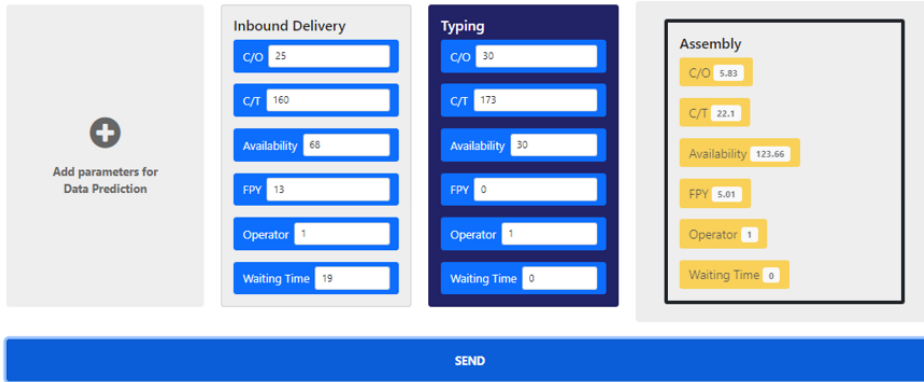 Add parameters for
Data Prediction
Inbound Delivery
C/O 25
C/T 160
Availability 68
FPY 13
Operator 1
Waiting Time 19
Typing
C/O 30
C/T 173
Availability 30
FPY 0
Operator 1
Waiting Time 0
Assembly
C/O 5.83
C/T 22.1
Availability 123.66
FPY 5.01
Operator 1
Waiting Time 0
SEND